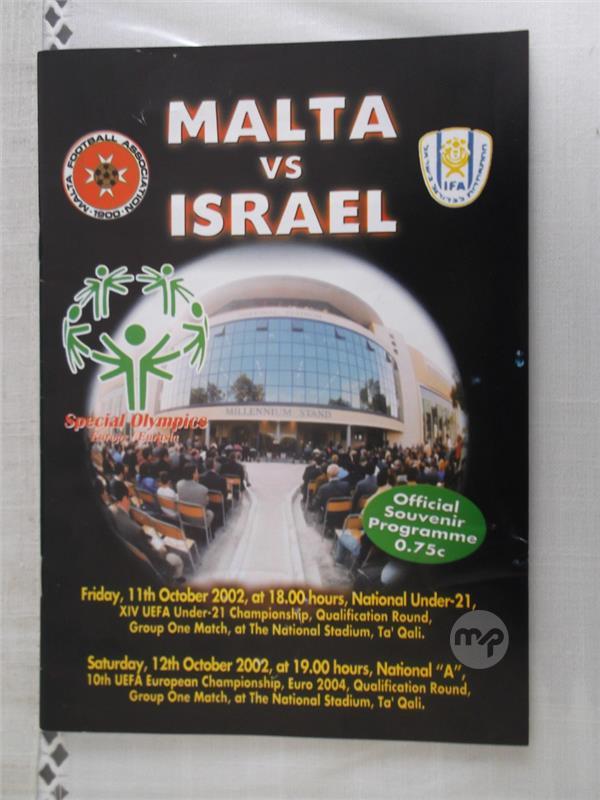 MALTA
VS
ISRAEL
MALTA FOOTBALL ASSOCIATION · 1900 ·
IFA
Special Olympics
Europe/Eurasia
MILLENNIUM STAND
Official
Souvenir
Programme
0.75c
Friday, 11th October 2002, at 18.00 hours, National Under-21,
XIV UEFA Under-21 Championship, Qualification Round,
Group One Match, at The National Stadium, Ta' Qali.
mp
Saturday, 12th October 2002, at 19.00 hours, National "A",
10th UEFA European Championship, Euro 2004, Qualification Round,
Group One Match, at The National Stadium, Ta' Qali.